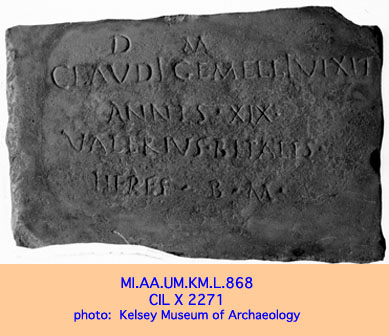 D M
CLAVDI GEMELLI VIXIT
ANNIS · XIX ·
VALERIVS · BITALIS ·
HERES · B · M ·
MI.AA.UM.KM.L.868
CIL X 2271
photo: Kelsey Museum of Archaeology